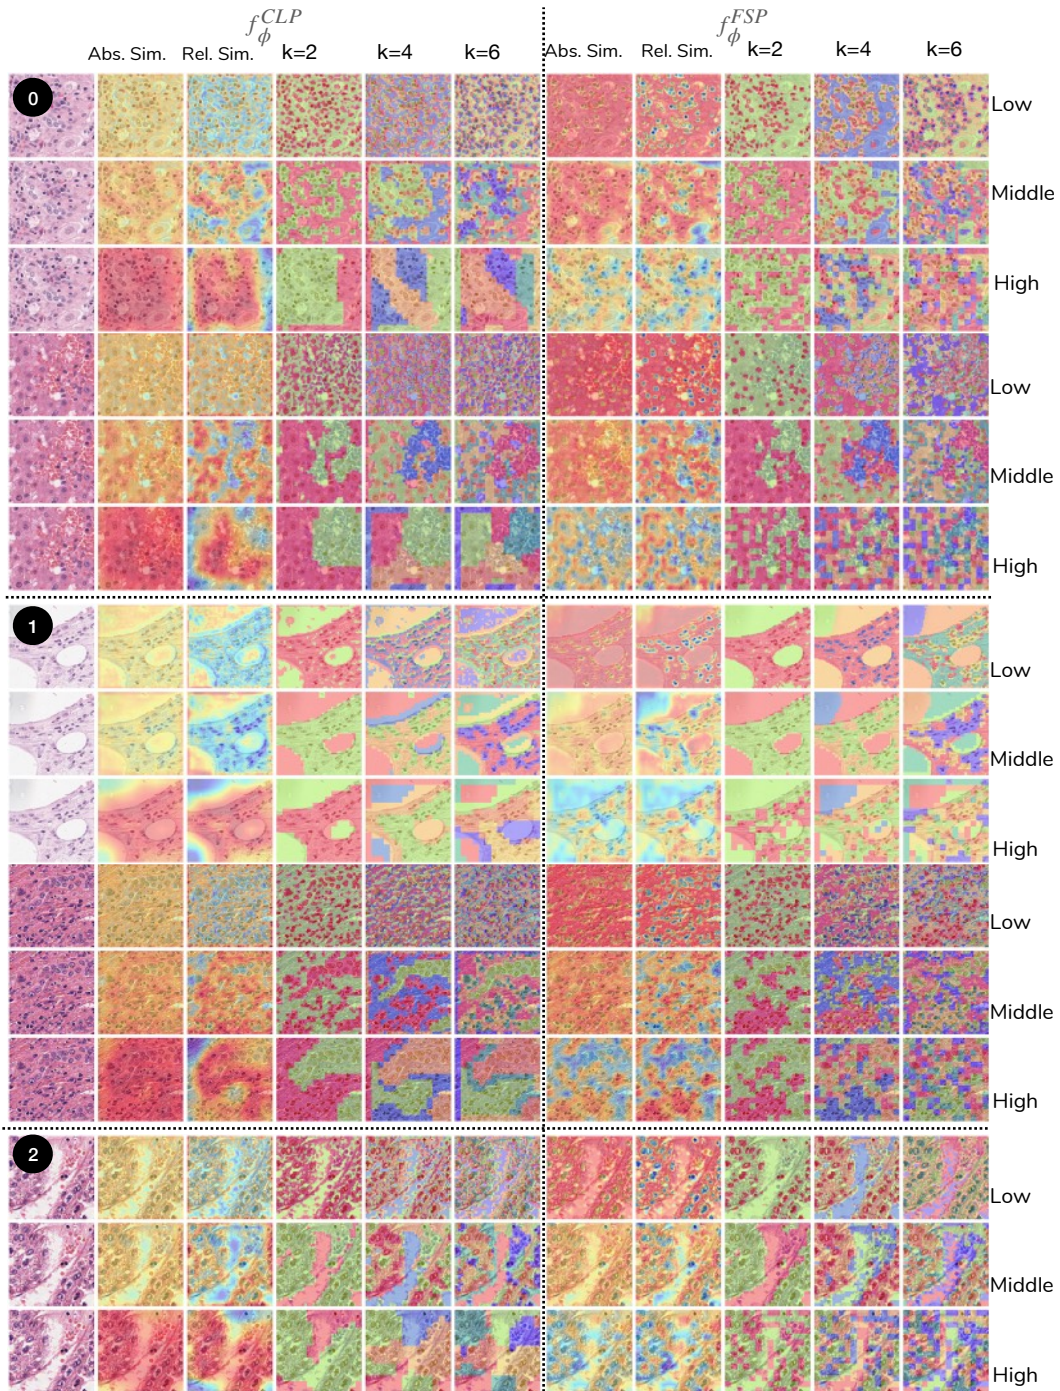 f_ϕ^CLP f_ϕ^FSP
Abs. Sim. Rel. Sim. k=2 k=4 k=6 Abs. Sim. Rel. Sim. k=2 k=4 k=6
0 Low
Middle
High
Low
Middle
High
1 Low
Middle
High
Low
Middle
High
2 Low
Middle
High